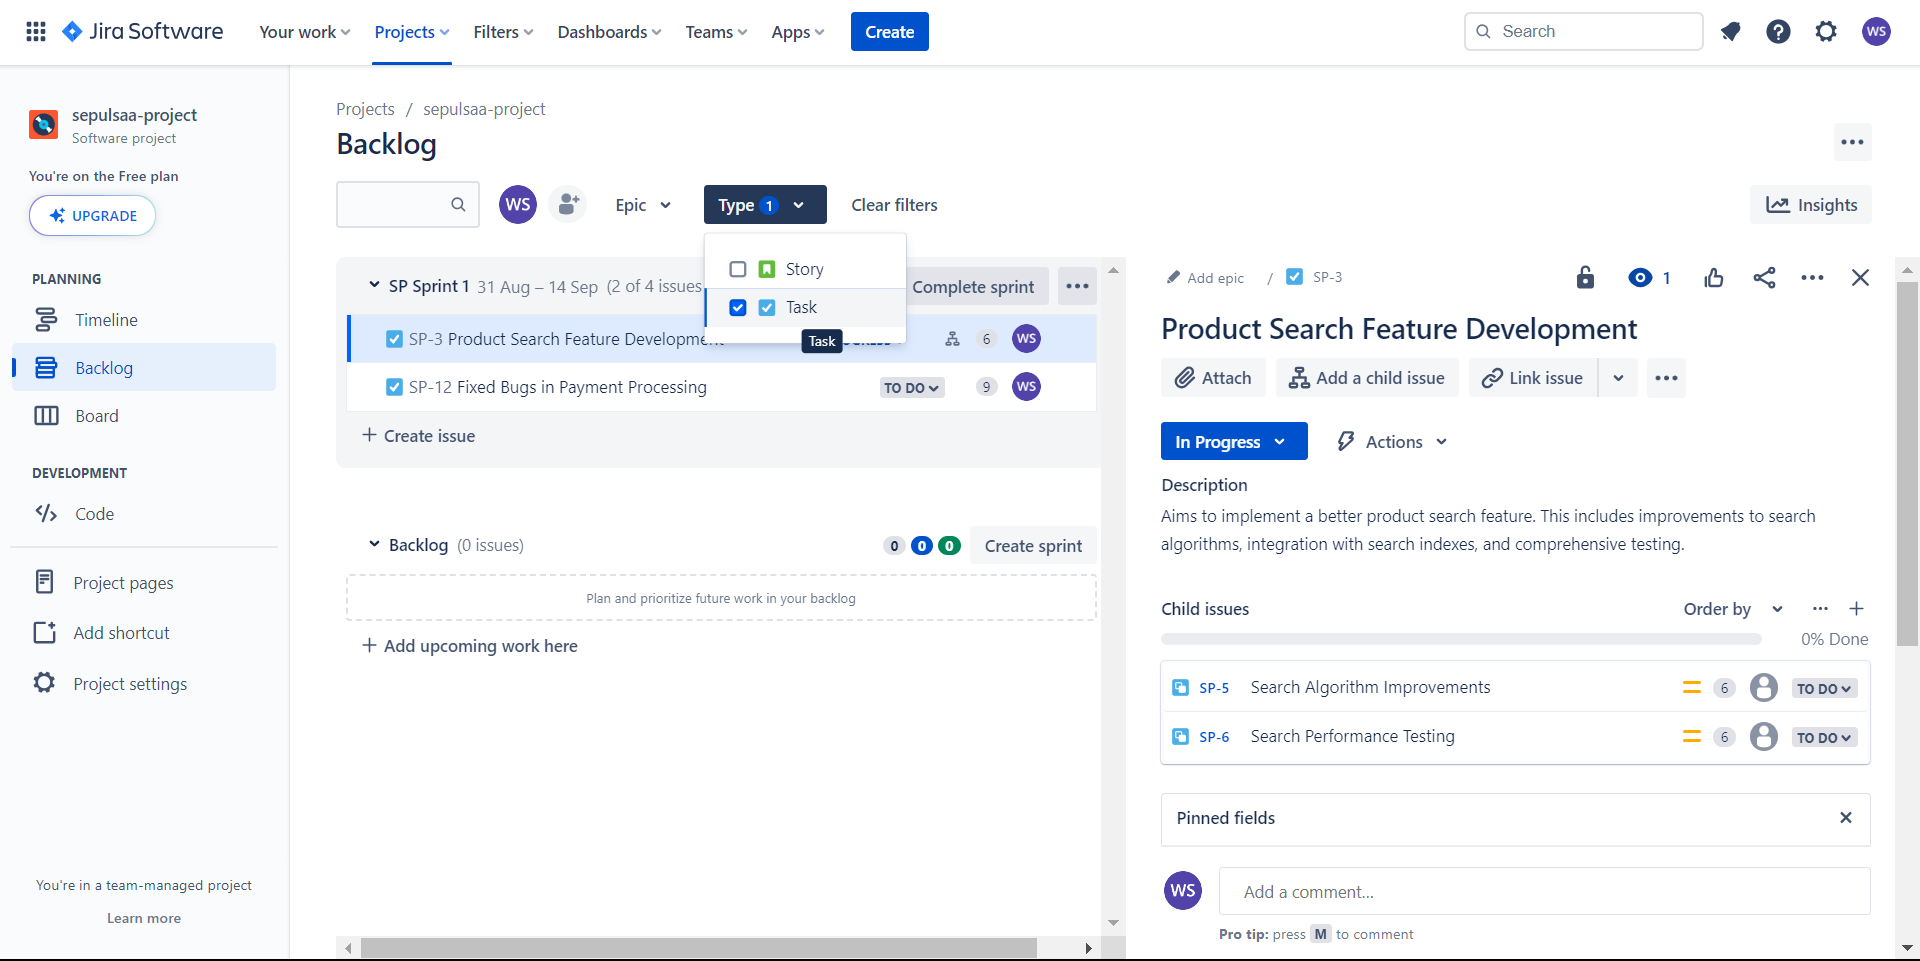 Jira Software
Your work
Projects
Filters
Dashboards
Teams
Apps
Create
Search
WS
sepulsaa-project
Software project
You're on the Free plan
UPGRADE
PLANNING
Timeline
Backlog
Board
DEVELOPMENT
Code
Project pages
Add shortcut
Project settings
You're in a team-managed project
Learn more
Projects / sepulsaa-project
Backlog
WS
Epic
Type 1
Clear filters
Insights
Story
Task
Task
SP Sprint 1 31 Aug – 14 Sep (2 of 4 issues
Complete sprint
SP-3 Product Search Feature Development
6 WS
SP-12 Fixed Bugs in Payment Processing
TO DO 9 WS
+ Create issue
Backlog (0 issues)
0 0 0
Create sprint
Plan and prioritize future work in your backlog
+ Add upcoming work here
Add epic / SP-3
1
Product Search Feature Development
Attach
Add a child issue
Link issue
In Progress
Actions
Description
Aims to implement a better product search feature. This includes improvements to search
algorithms, integration with search indexes, and comprehensive testing.
Child issues
Order by
0% Done
SP-5 Search Algorithm Improvements 6 TO DO
SP-6 Search Performance Testing 6 TO DO
Pinned fields
WS
Add a comment...
Pro tip: press M to comment